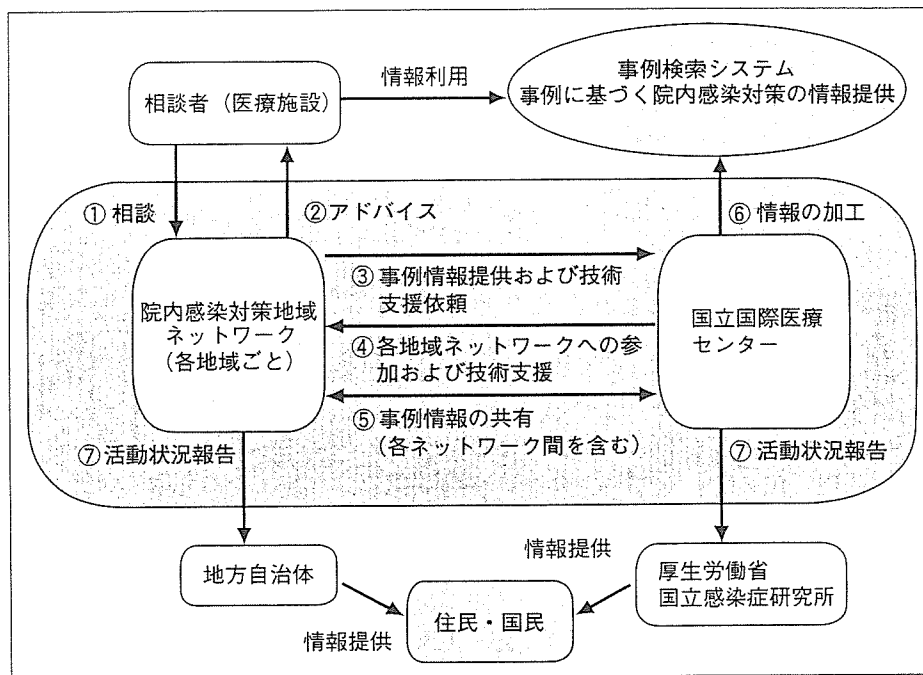 相談者（医療施設）
情報利用
事例検索システム
事例に基づく院内感染対策の情報提供
① 相談
②アドバイス
⑥ 情報の加工
院内感染対策地域
ネットワーク
（各地域ごと）
③ 事例情報提供および技術
支援依頼
④ 各地域ネットワークへの参
加および技術支援
⑤ 事例情報の共有
（各ネットワーク間を含む）
国立国際医療
センター
⑦ 活動状況報告
⑦ 活動状況報告
地方自治体
情報提供
厚生労働省
国立感染症研究所
情報提供
住民・国民